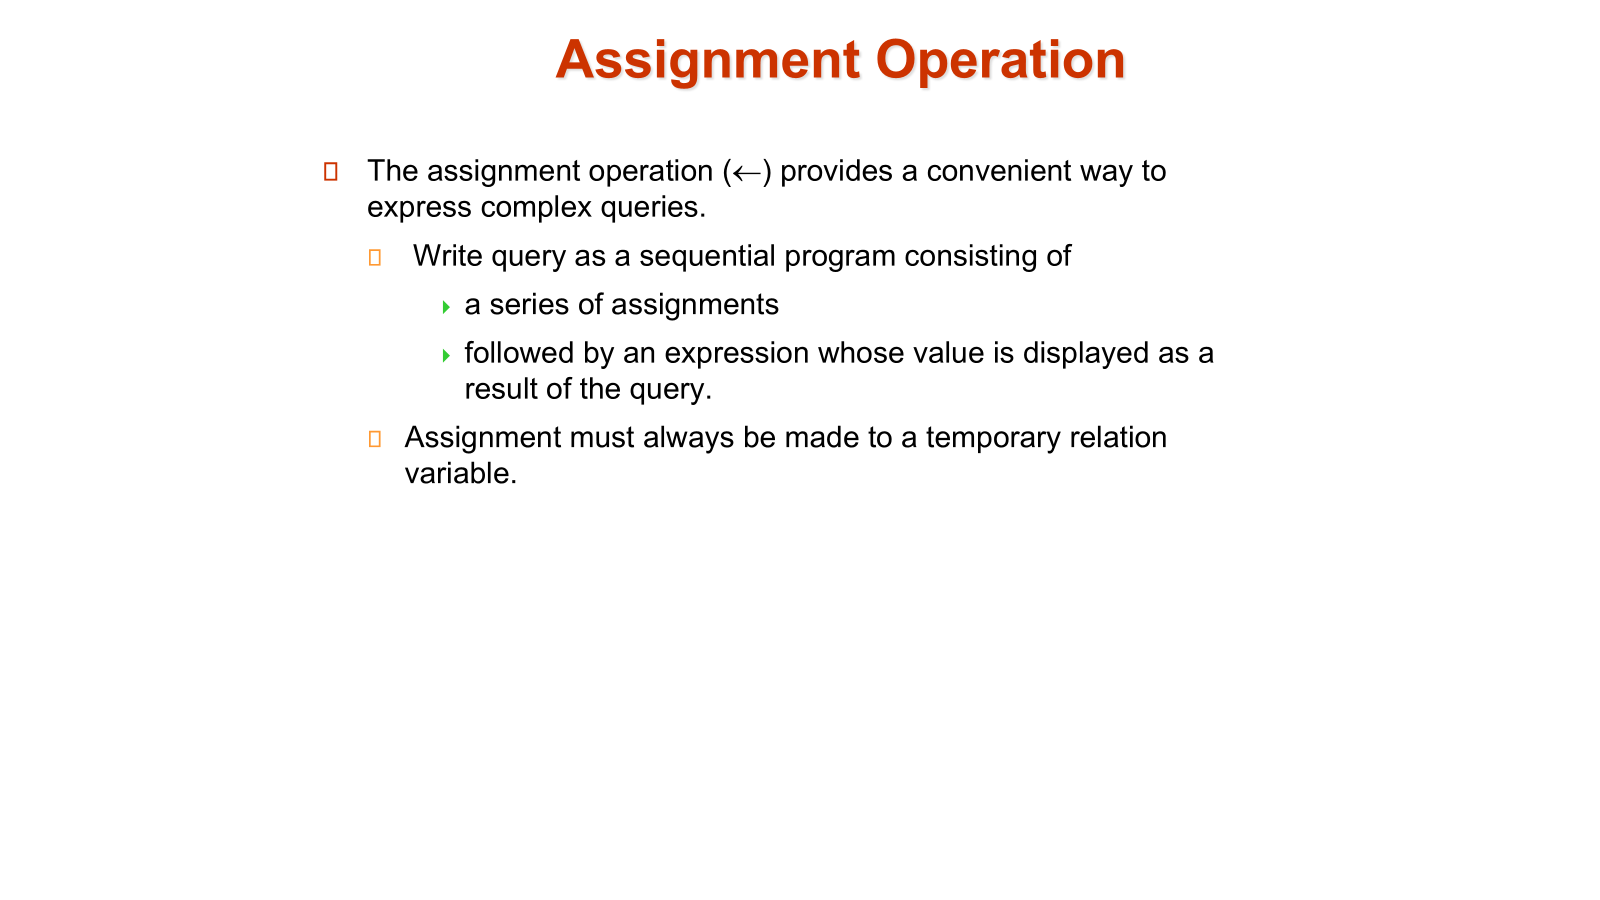 Assignment Operation
The assignment operation (←) provides a convenient way to
express complex queries.
Write query as a sequential program consisting of
a series of assignments
followed by an expression whose value is displayed as a
result of the query.
Assignment must always be made to a temporary relation
variable.